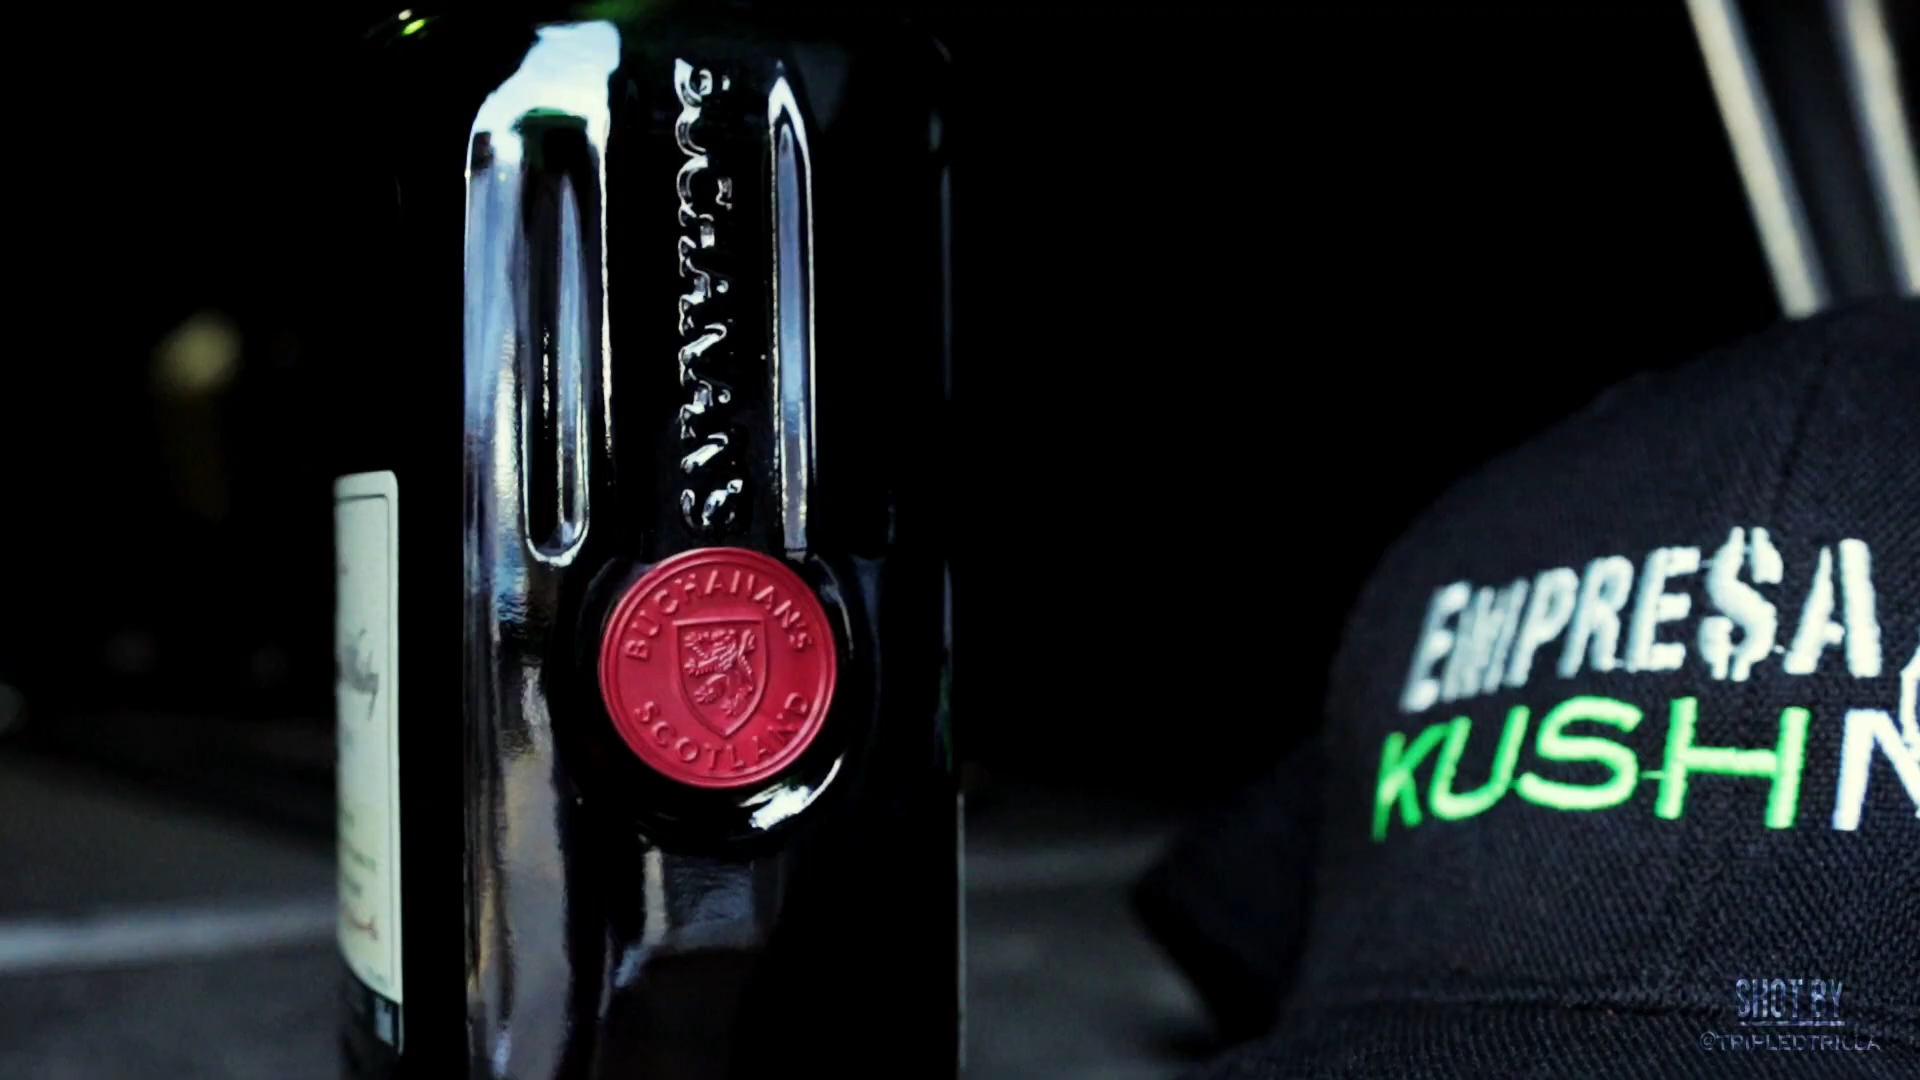 BUCHANAN'S
BUCHANAN'S
SCOTLAND
EMPRE$A
KUSH
SHOT BY
@TRIPLEDTRILLA